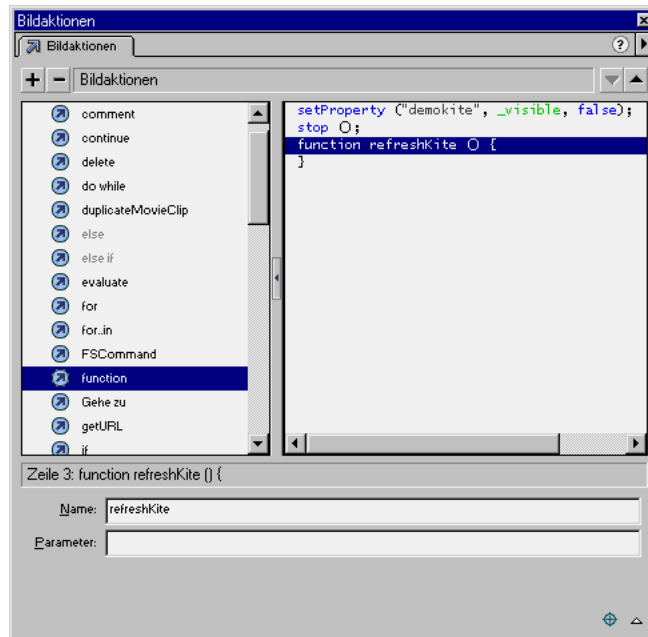 Bildaktionen
Bildaktionen
?
+ - Bildaktionen
comment
continue
delete
do while
duplicateMovieClip
else
else if
evaluate
for
for..in
FSCommand
function
Gehe zu
getURL
if
setProperty ("demokite", _visible, false);
stop ();
function refreshKite () {
}
Zeile 3: function refreshKite () {
Name: refreshKite
Parameter: